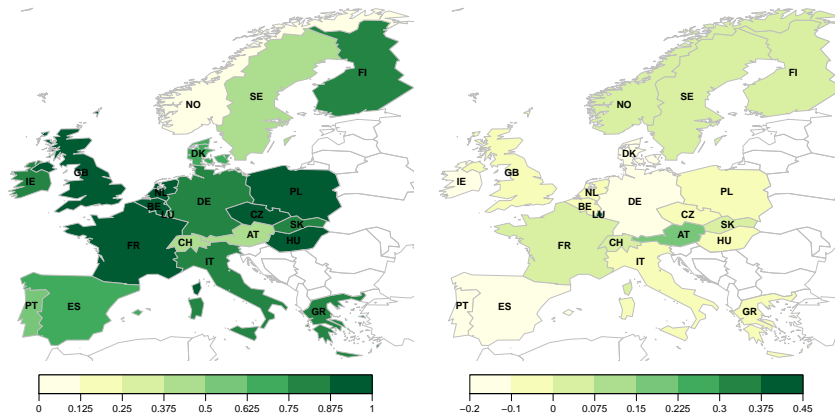 FI
SE
NO
DK
IE
GB
NL
PL
BE
DE
LU
CZ
SK
FR
CH
AT
HU
IT
PT
ES
GR
0 0.125 0.25 0.375 0.5 0.625 0.75 0.875 1
FI
SE
NO
DK
IE
GB
NL
PL
BE
DE
LU
CZ
SK
FR
CH
AT
HU
IT
PT
ES
GR
−0.2 −0.1 0 0.075 0.15 0.225 0.3 0.375 0.45